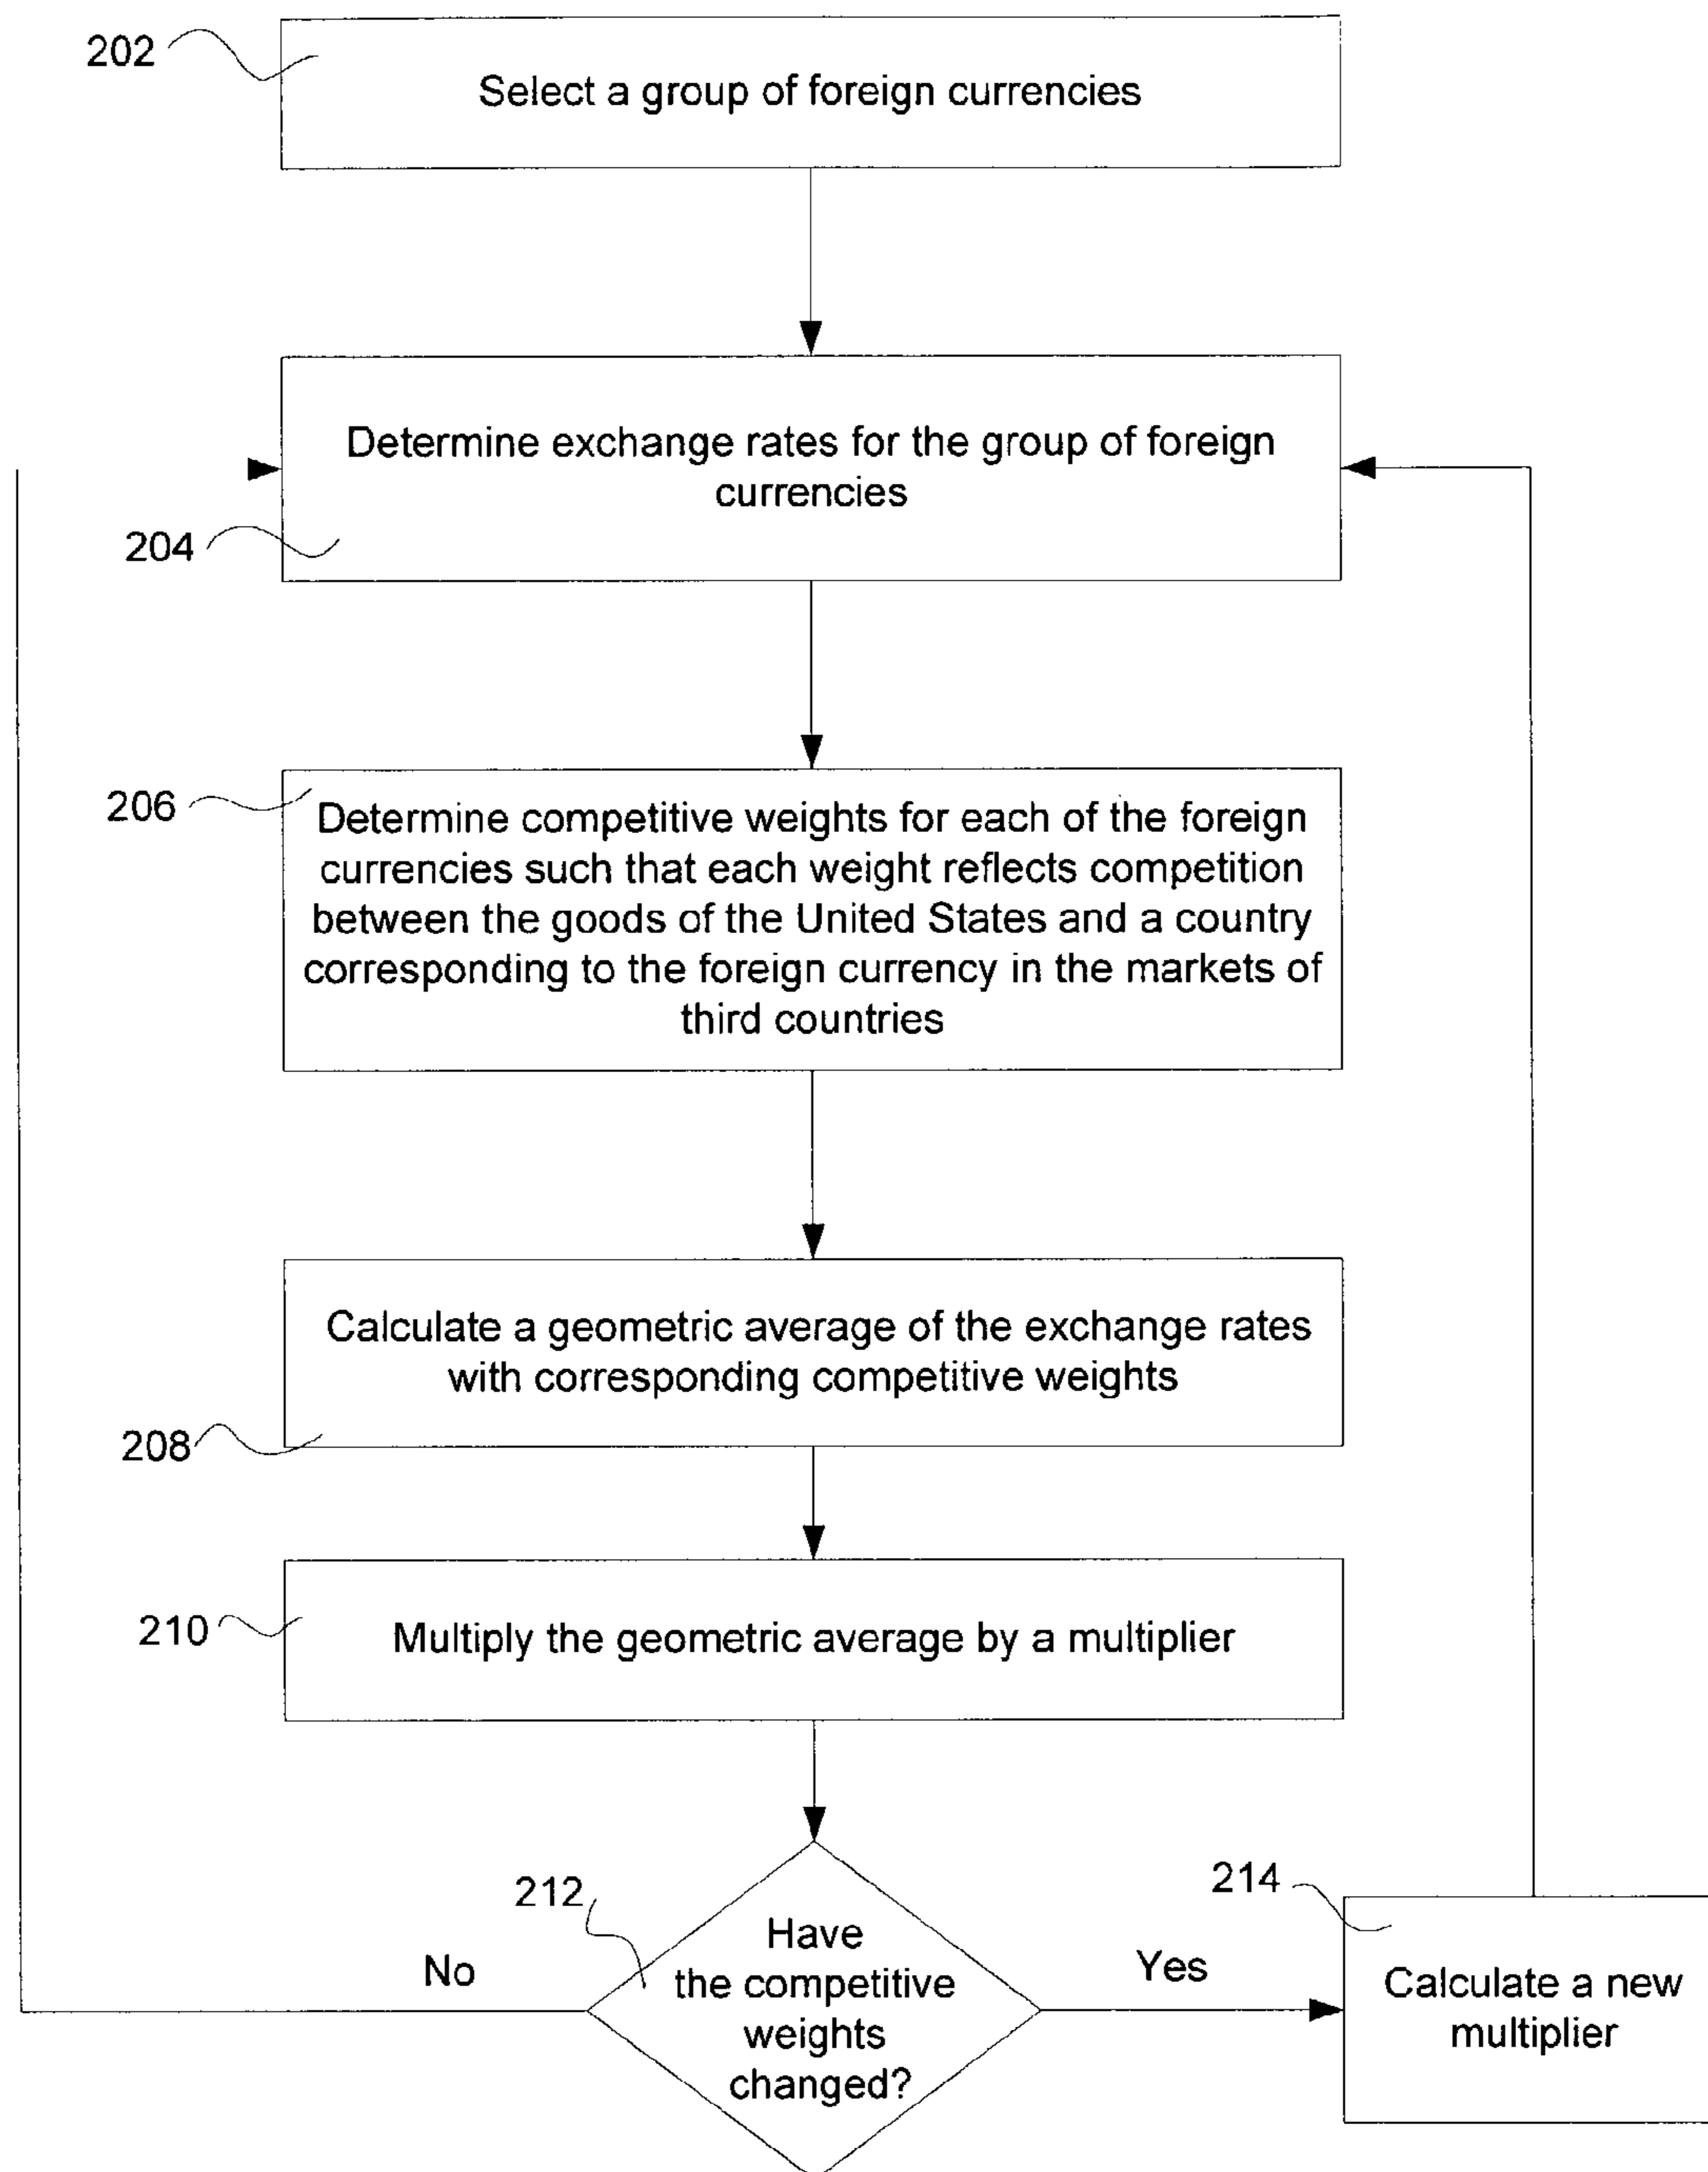 202
Select a group of foreign currencies
Determine exchange rates for the group of foreign
currencies
204
206
Determine competitive weights for each of the foreign
currencies such that each weight reflects competition
between the goods of the United States and a country
corresponding to the foreign currency in the markets of
third countries
Calculate a geometric average of the exchange rates
with corresponding competitive weights
208
210
Multiply the geometric average by a multiplier
212
Have
the competitive
weights
changed?
No
Yes
214
Calculate a new
multiplier